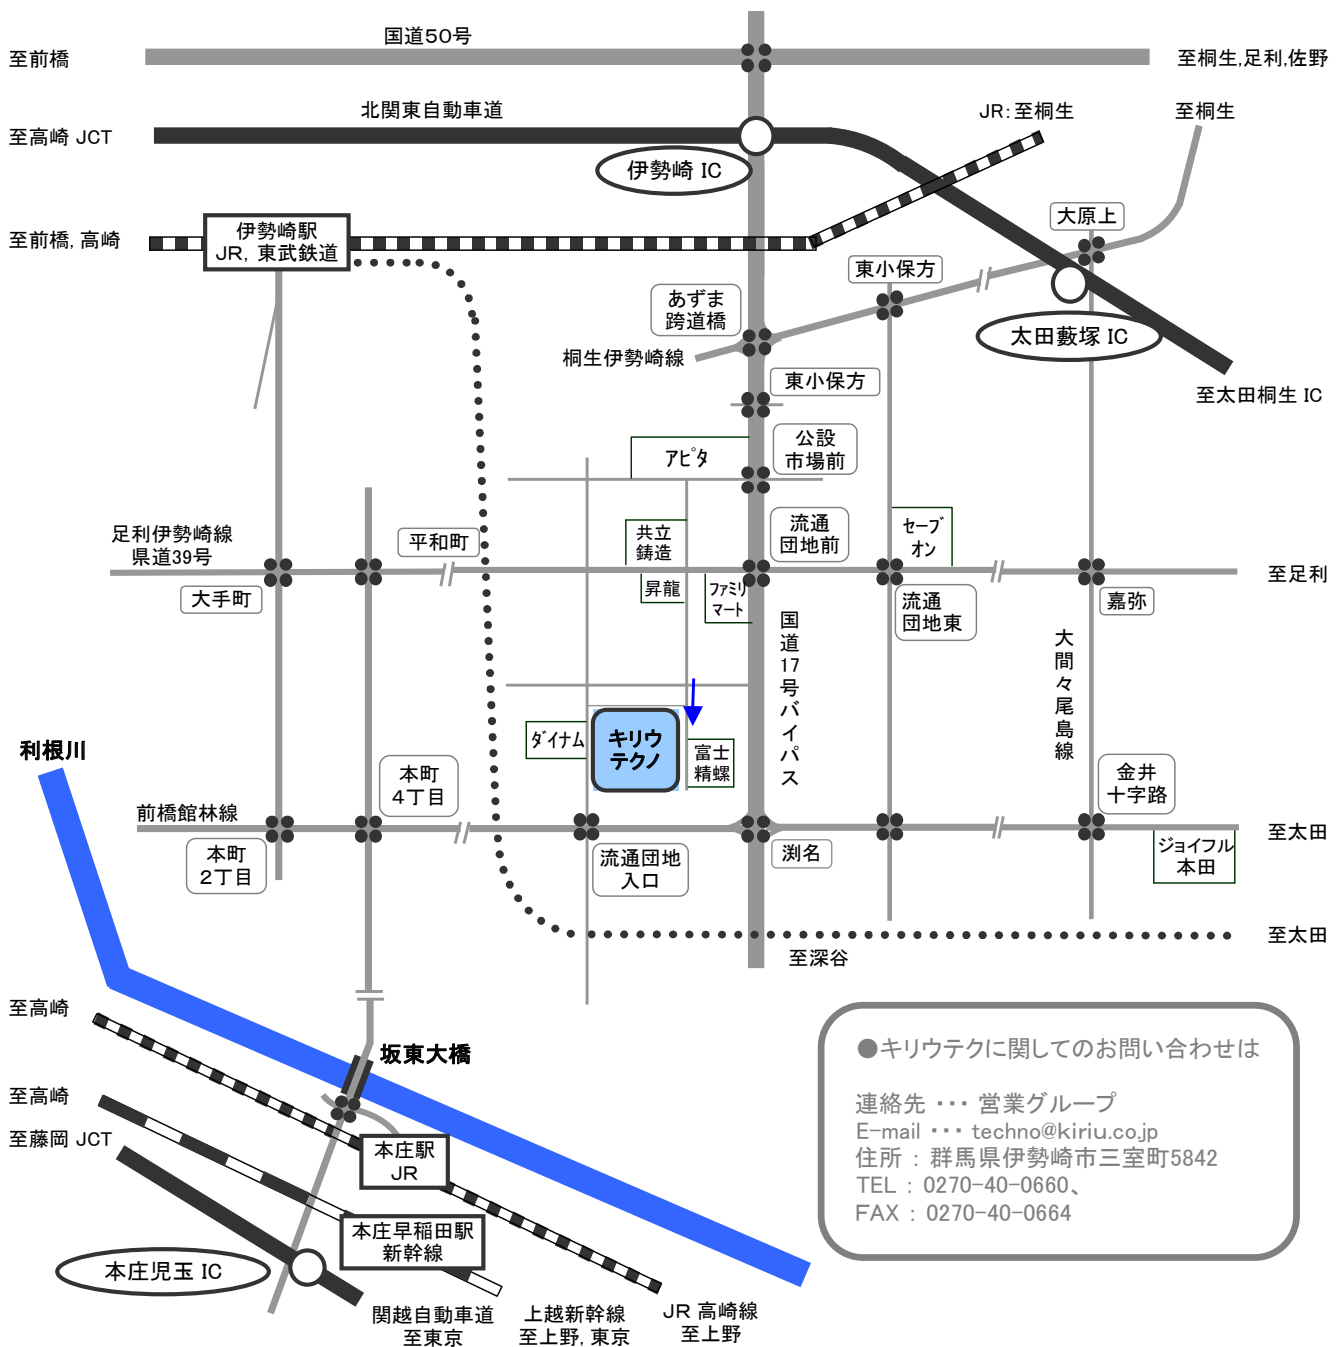 国道50号
至前橋
至桐生,足利,佐野
北関東自動車道
JR：至桐生
至桐生
至高崎 JCT
伊勢崎 IC
大原上
伊勢崎駅
JR, 東武鉄道
至前橋, 高崎
東小保方
あずま
跨道橋
太田藪塚 IC
桐生伊勢崎線
東小保方
至太田桐生 IC
公設
市場前
アピタ
足利伊勢崎線
県道39号
平和町
共立
鋳造
流通
団地前
セーブ
オン
至足利
大手町
昇龍
ファミリ
マート
流通
団地東
嘉弥
国道17号バイパス
大間々尾島線
利根川
ダイナム
キリウ
テクノ
富士
精螺
本町
4丁目
金井
十字路
前橋館林線
至太田
本町
2丁目
流通団地
入口
渕名
ジョイフル
本田
至太田
至深谷
至高崎
坂東大橋
至高崎
至藤岡 JCT
本庄駅
JR
本庄早稲田駅
新幹線
本庄児玉 IC
関越自動車道
至東京
上越新幹線
至上野, 東京
JR 高崎線
至上野
●キリウテクに関してのお問い合わせは
連絡先 ・・・ 営業グループ
E-mail ・・・ techno@kiriu.co.jp
住所 : 群馬県伊勢崎市三室町5842
TEL : 0270-40-0660、
FAX : 0270-40-0664